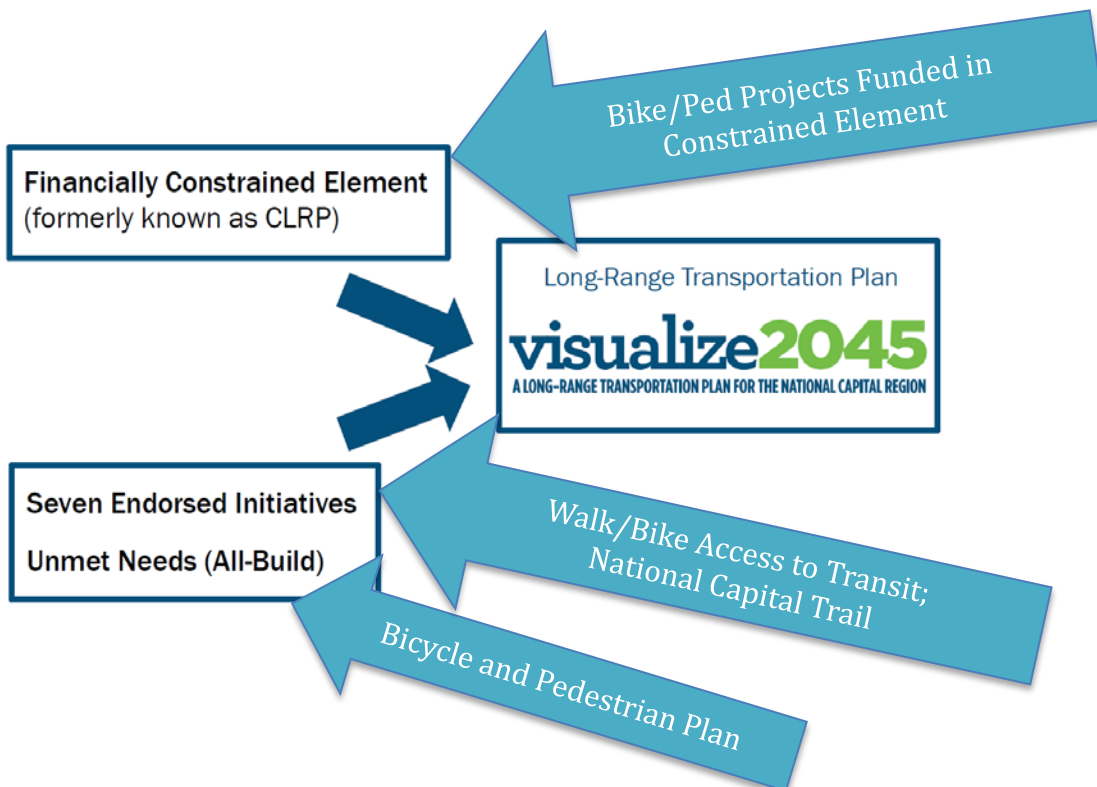 Bike/Ped Projects Funded in
Constrained Element
Financially Constrained Element
(formerly known as CLRP)
Long-Range Transportation Plan
visualize2045
A LONG-RANGE TRANSPORTATION PLAN FOR THE NATIONAL CAPITAL REGION
Seven Endorsed Initiatives
Unmet Needs (All-Build)
Walk/Bike Access to Transit;
National Capital Trail
Bicycle and Pedestrian Plan